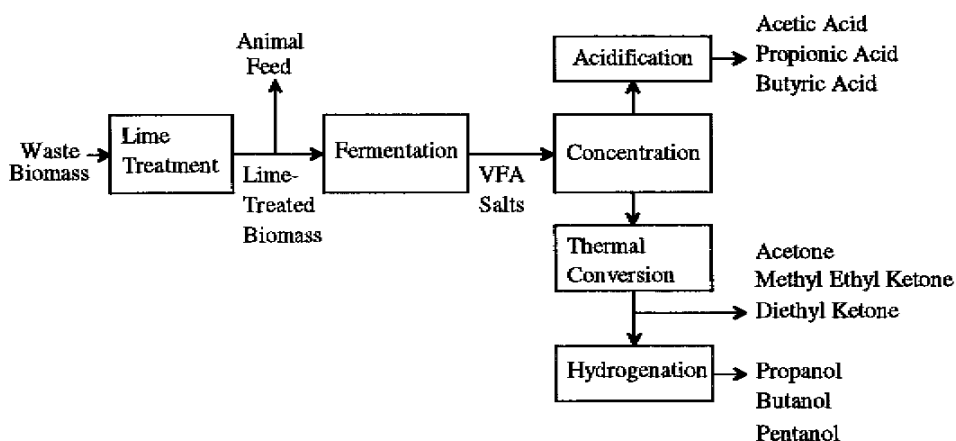 Waste
Biomass
Lime
Treatment
Animal
Feed
Lime-
Treated
Biomass
Fermentation
VFA
Salts
Concentration
Acidification
Acetic Acid
Propionic Acid
Butyric Acid
Thermal
Conversion
Acetone
Methyl Ethyl Ketone
Diethyl Ketone
Hydrogenation
Propanol
Butanol
Pentanol